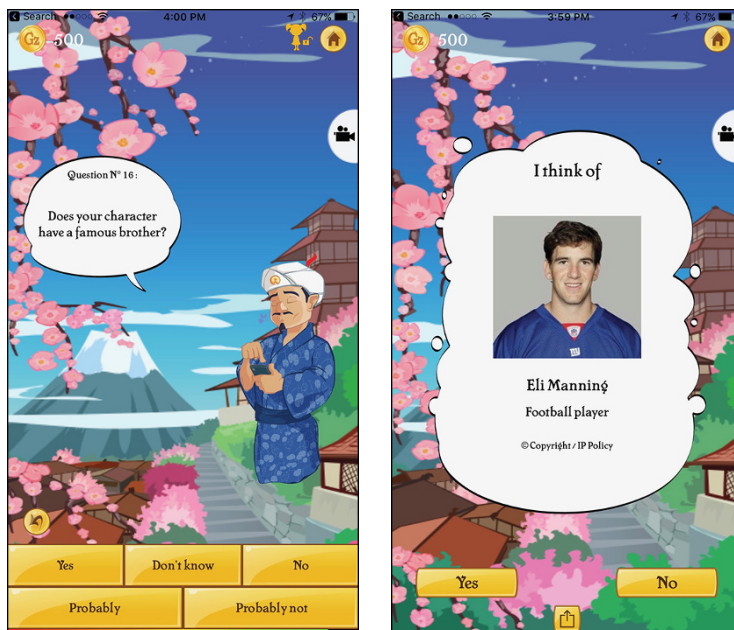 Search
4:00 PM
67%
Gz
500
Question N° 16 :
Does your character
have a famous brother?
Yes
Don't know
No
Probably
Probably not
Search
3:59 PM
67%
Gz
500
I think of
Eli Manning
Football player
© Copyright / IP Policy
Yes
No